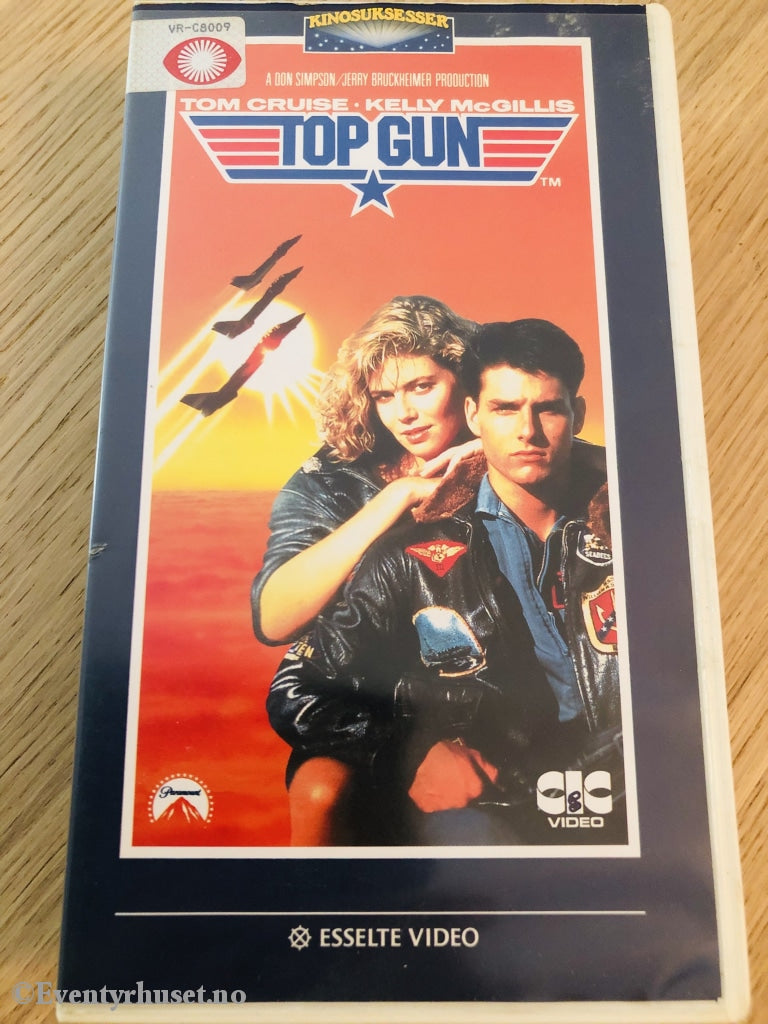 VR-C8009
KINOSUKSESSER
A DON SIMPSON/JERRY BRUCKHEIMER PRODUCTION
TOM CRUISE · KELLY McGILLIS
TOP GUN
TM
SEABEES
Paramount
CIC
VIDEO
ESSELTE VIDEO
©Eventyrhuset.no